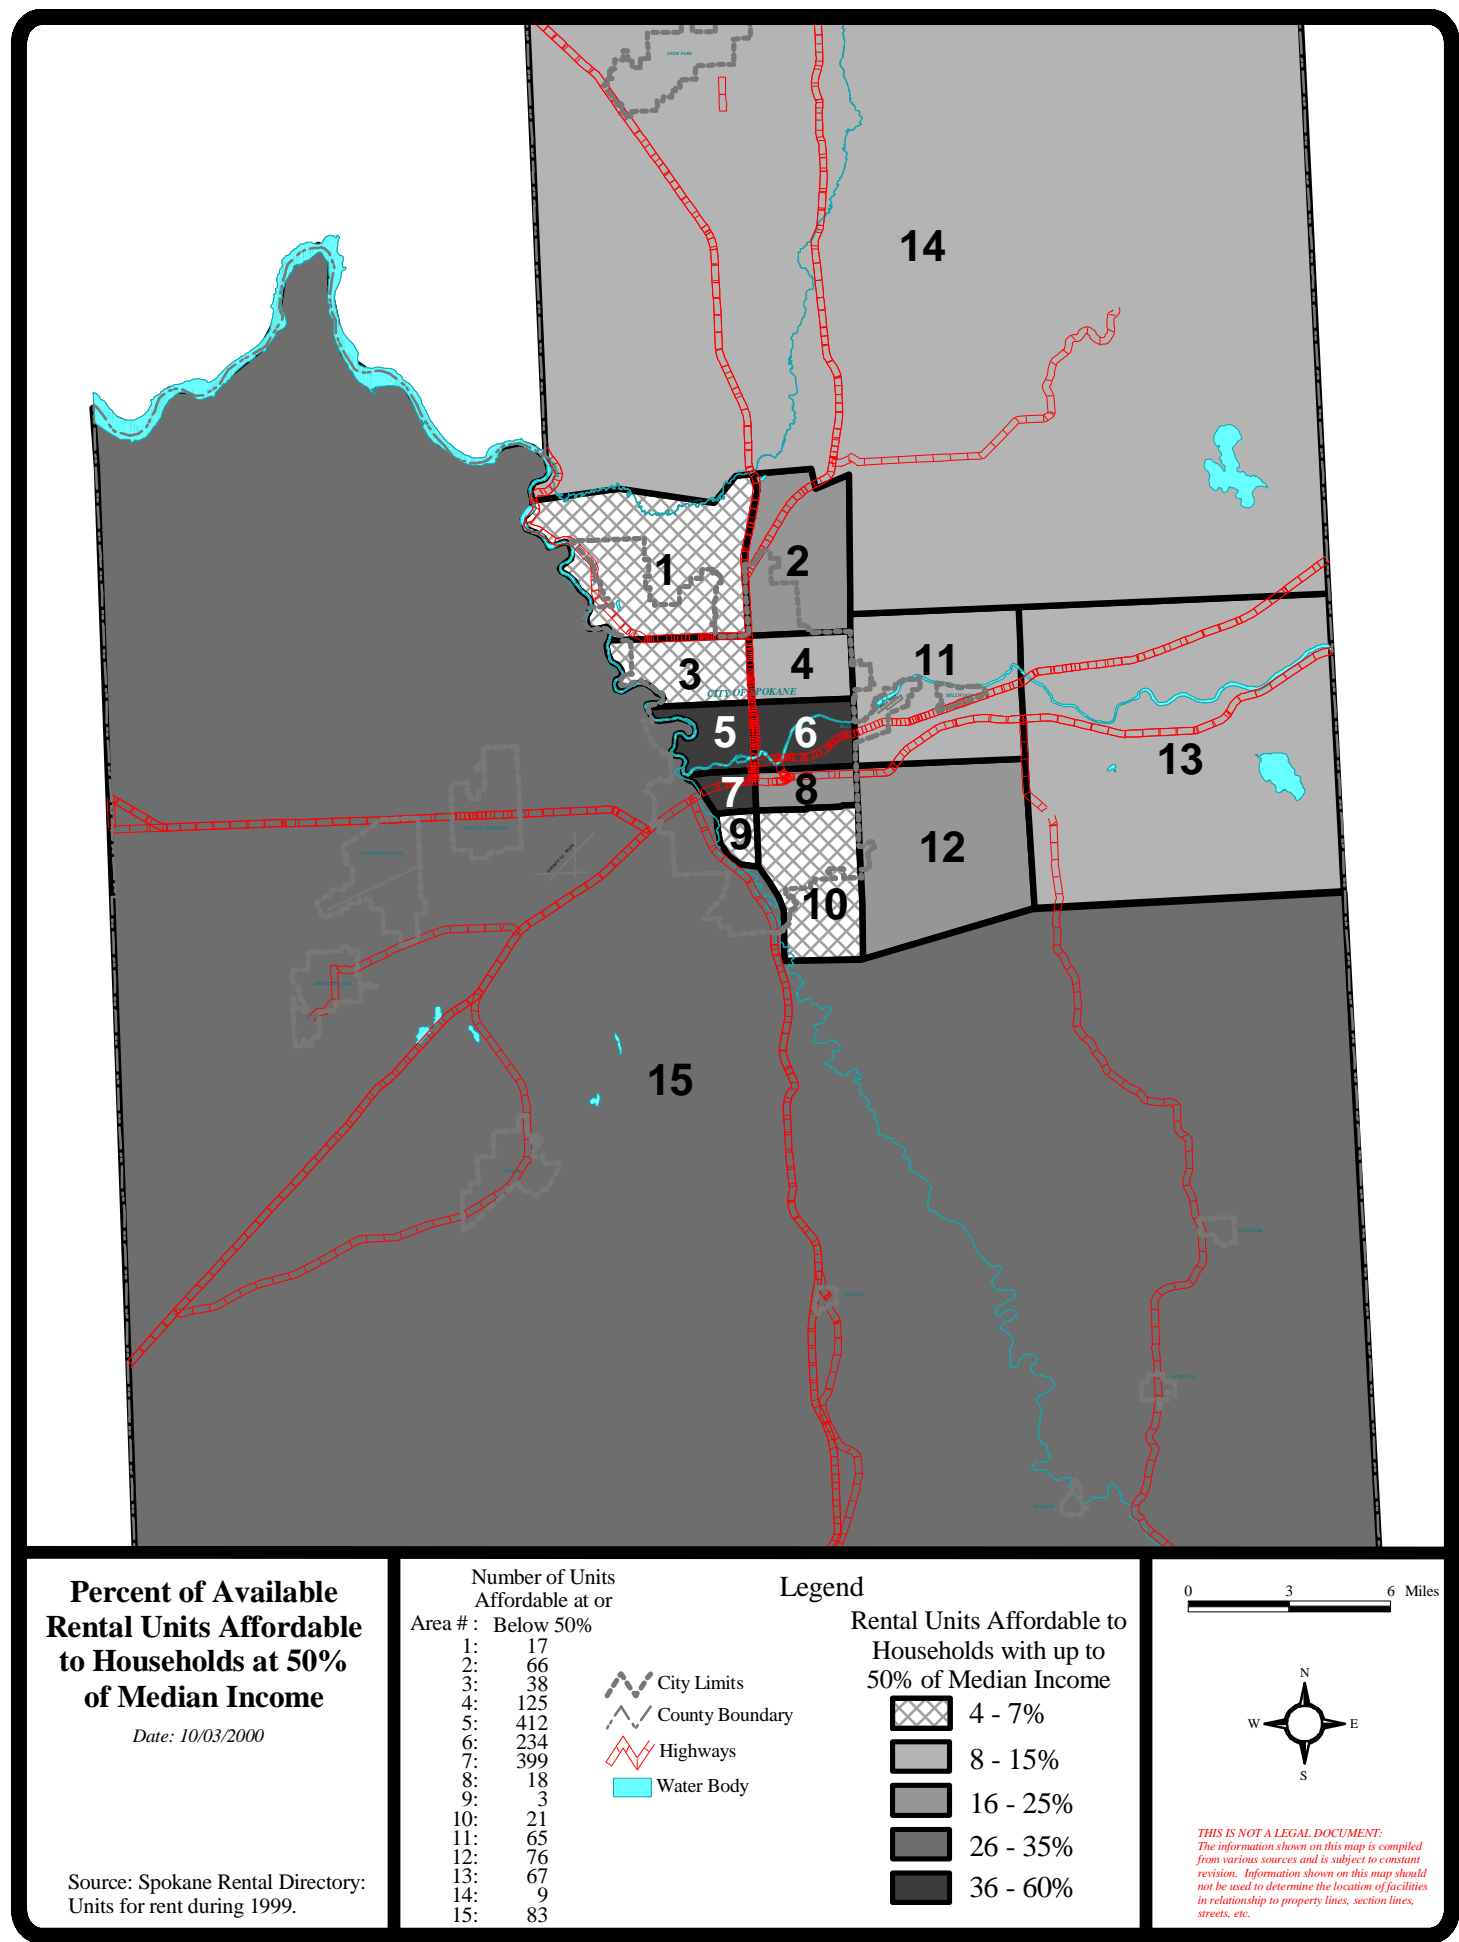 14
1
2
3
4
11
CITY OF SPOKANE
5
6
13
7
8
9
12
10
15
Percent of Available
Rental Units Affordable
to Households at 50%
of Median Income
Date: 10/03/2000
Source: Spokane Rental Directory:
Units for rent during 1999.
Number of Units
Affordable at or
Area # : Below 50%
1: 17
2: 66
3: 38
4: 125
5: 412
6: 234
7: 399
8: 18
9: 3
10: 21
11: 65
12: 76
13: 67
14: 9
15: 83
Legend
City Limits
County Boundary
Highways
Water Body
Rental Units Affordable to
Households with up to
50% of Median Income
4 - 7%
8 - 15%
16 - 25%
26 - 35%
36 - 60%
0 3 6 Miles
N
W E
S
THIS IS NOT A LEGAL DOCUMENT:
The information shown on this map is compiled
from various sources and is subject to constant
revision. Information shown on this map should
not be used to determine the location of facilities
in relationship to property lines, section lines,
streets, etc.